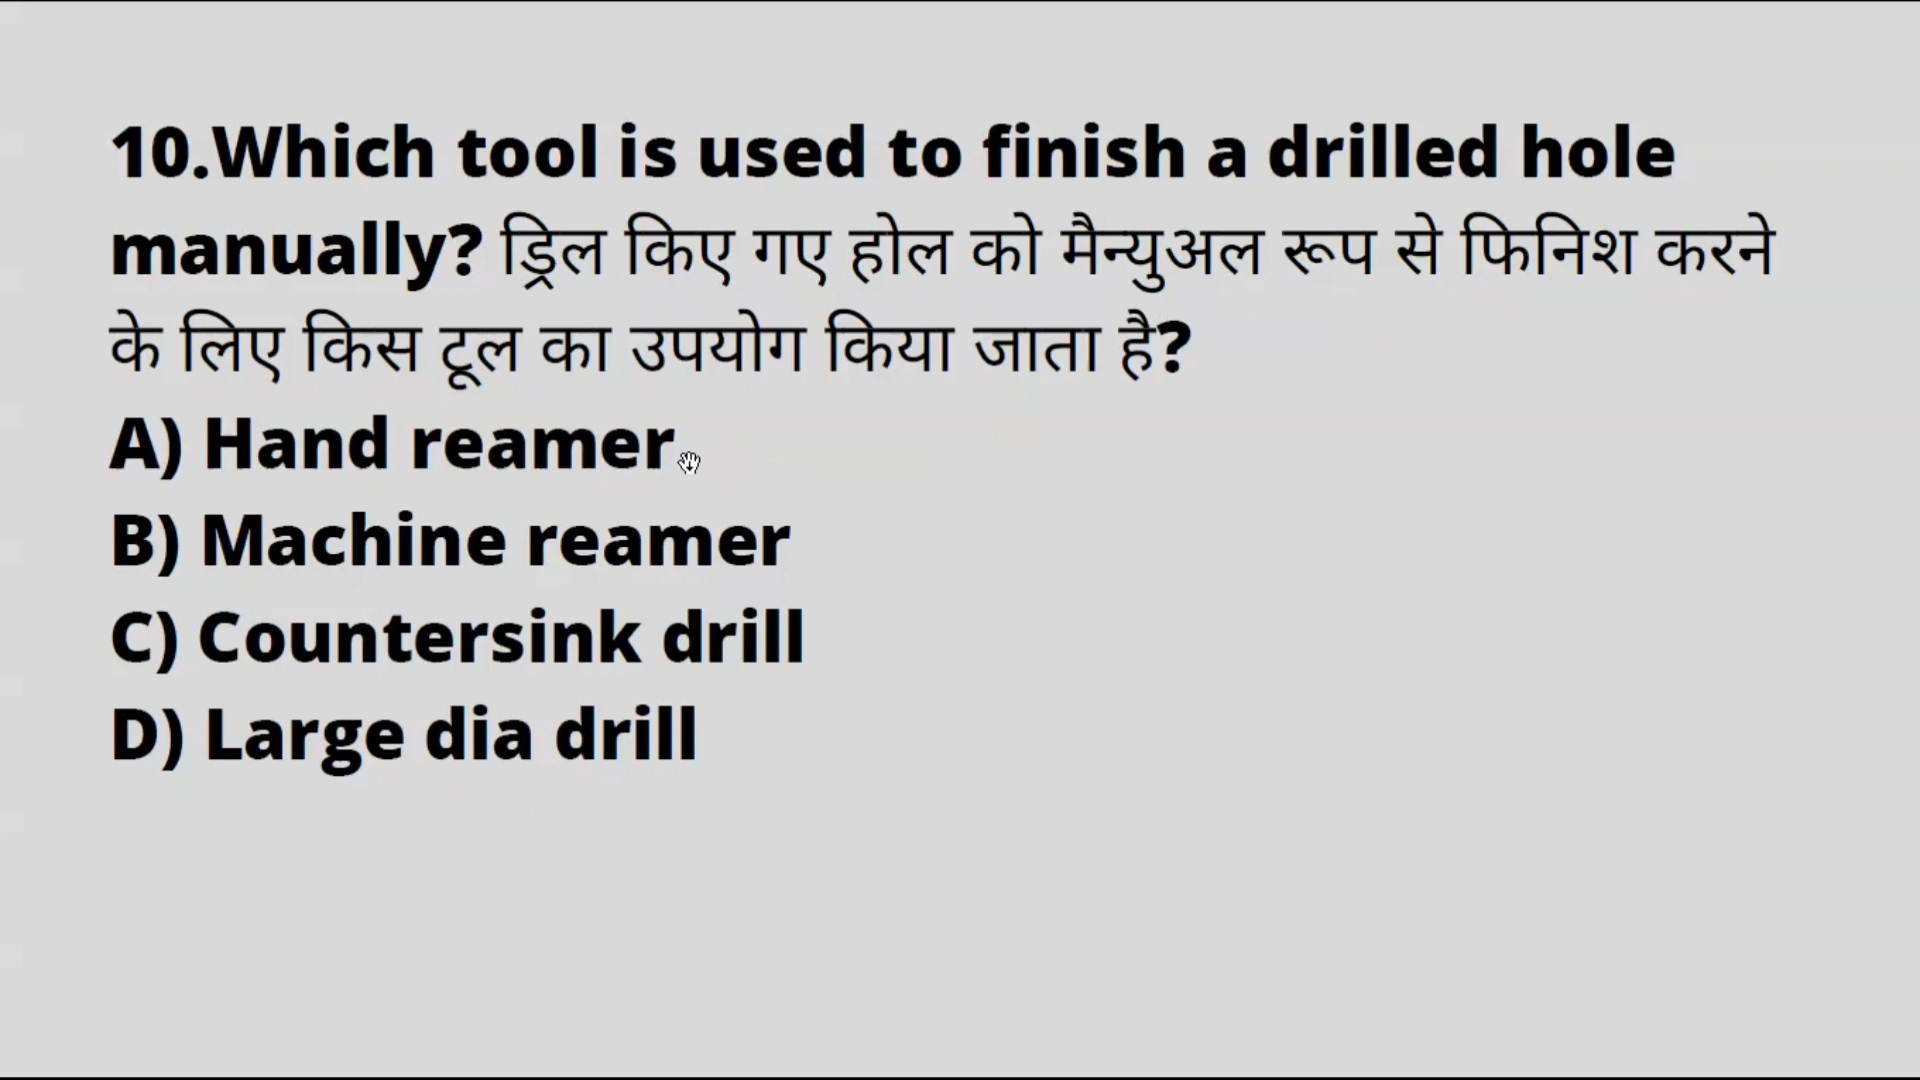 10.Which tool is used to finish a drilled hole
manually? ड्रिल किए गए होल को मैन्युअल रूप से फिनिश करने
के लिए किस टूल का उपयोग किया जाता है?
A) Hand reamer
B) Machine reamer
C) Countersink drill
D) Large dia drill